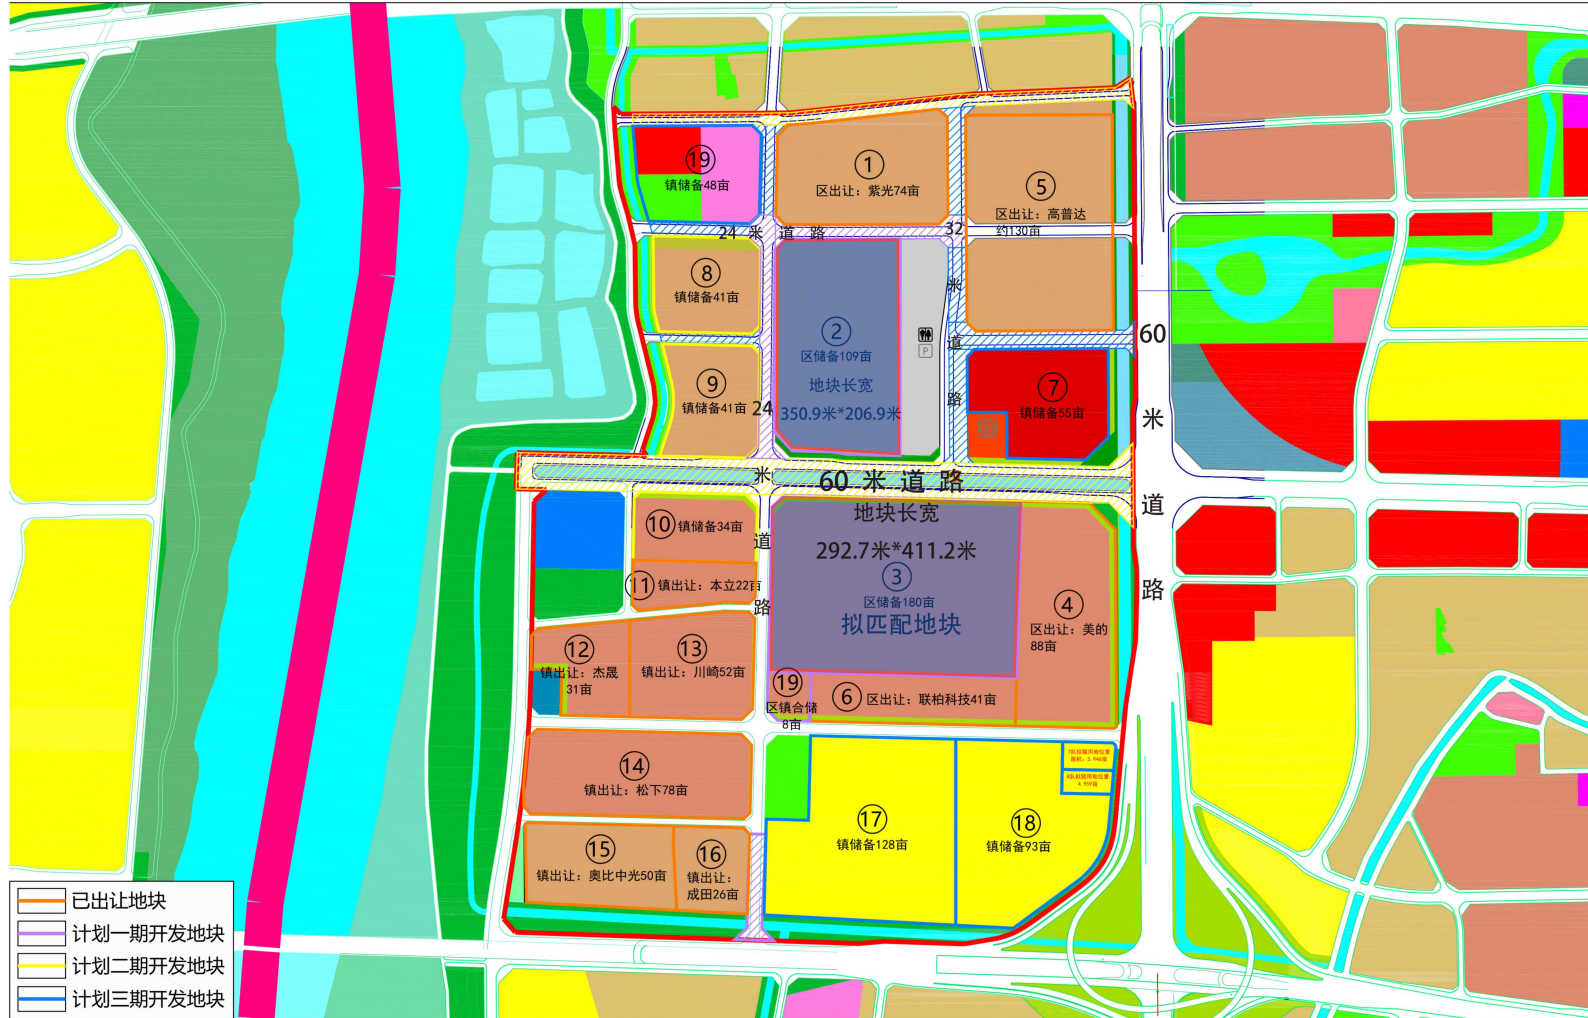 19
镇储备48亩
1
区出让：紫光74亩
5
区出让：高普达
约130亩
24 米 道 路
32
米
道
路
8
镇储备41亩
2
区储备109亩
地块长宽
350.9米*206.9米
P
60
米
道
路
9
镇储备41亩
24
米
道
路
7
镇储备55亩
60 米 道 路
地块长宽
292.7米*411.2米
3
区储备180亩
拟匹配地块
10
镇储备34亩
11
镇出让：本立22亩
4
区出让：美的
88亩
12
镇出让：杰晟
31亩
13
镇出让：川崎52亩
19
区镇合储
8亩
6
区出让：联柏科技41亩
14
镇出让：松下78亩
15
镇出让：奥比中光50亩
16
镇出让：
成田26亩
17
镇储备128亩
18
镇储备93亩
已出让地块
计划一期开发地块
计划二期开发地块
计划三期开发地块